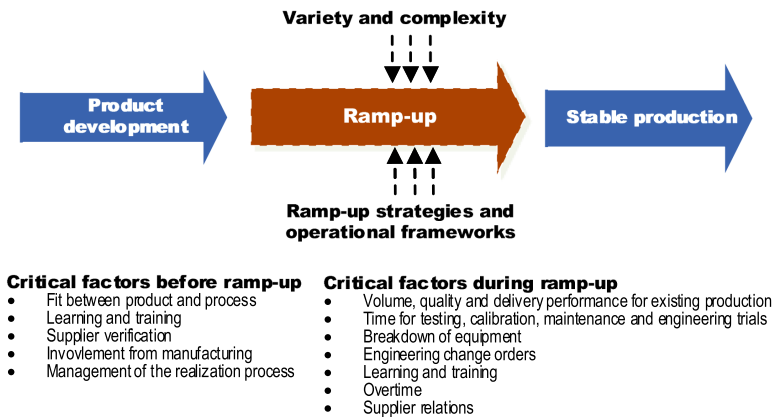 Variety and complexity
Product
development
Ramp-up
Stable production
Ramp-up strategies and
operational frameworks
Critical factors before ramp-up
• Fit between product and process
• Learning and training
• Supplier verification
• Invovlement from manufacturing
• Management of the realization process
Critical factors during ramp-up
• Volume, quality and delivery performance for existing production
• Time for testing, calibration, maintenance and engineering trials
• Breakdown of equipment
• Engineering change orders
• Learning and training
• Overtime
• Supplier relations